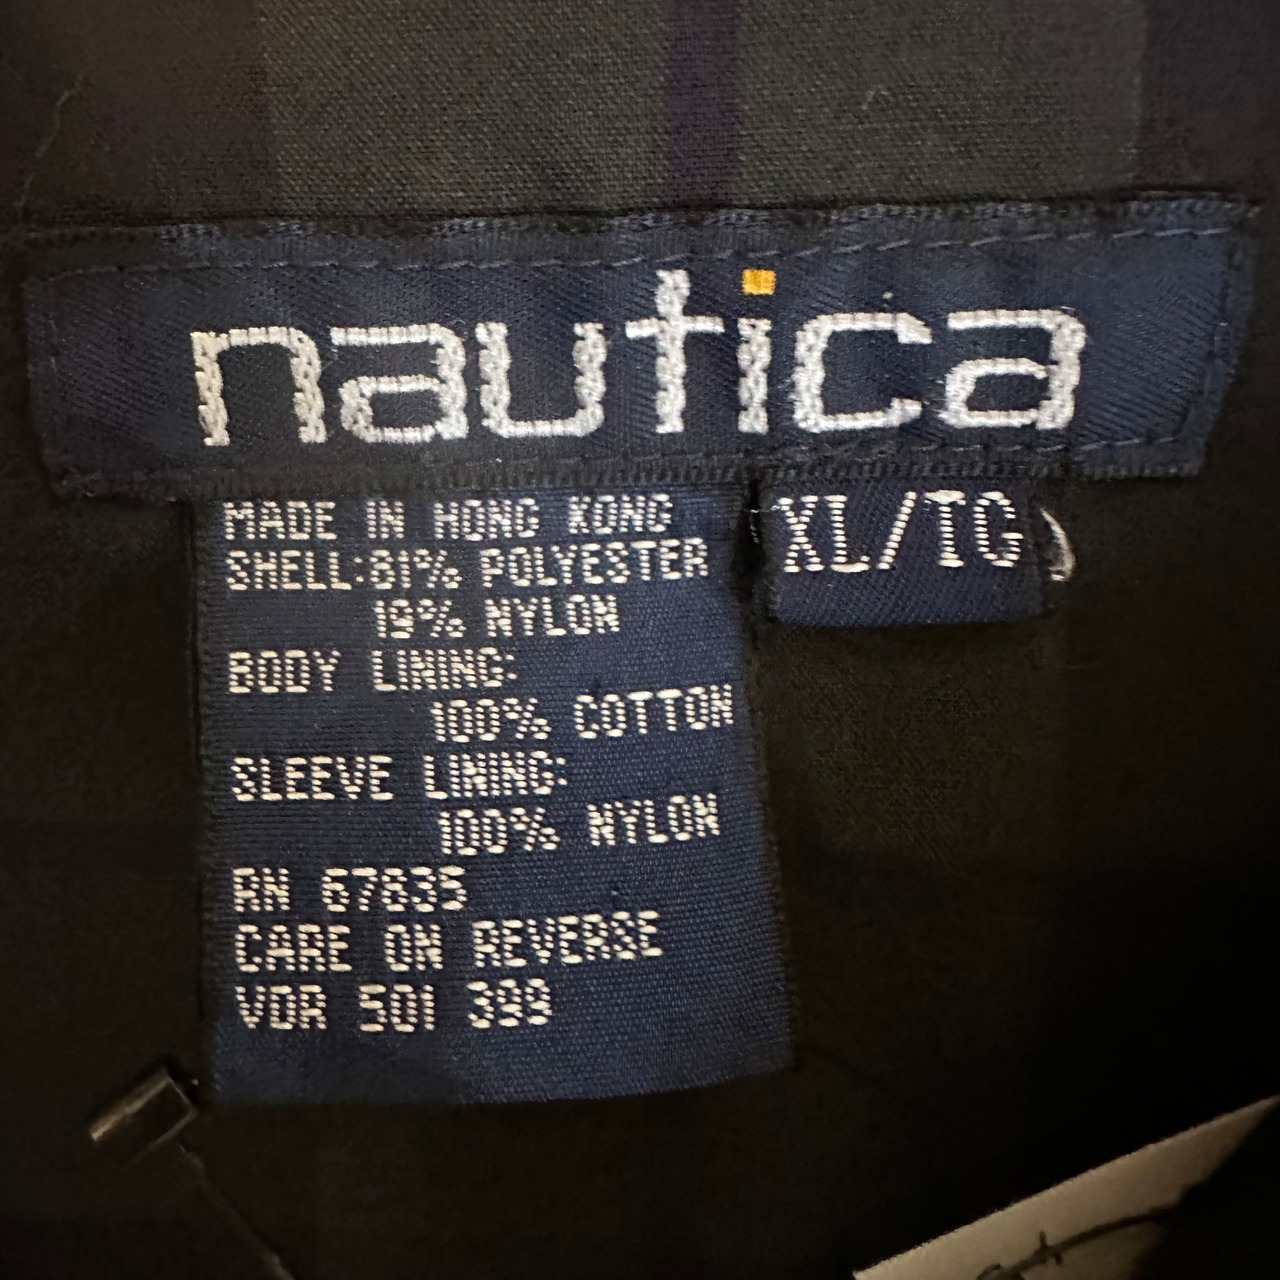 nautica
XL/TG
MADE IN HONG KONG
SHELL:81% POLYESTER
19% NYLON
BODY LINING:
100% COTTON
SLEEVE LINING:
100% NYLON
RN 67835
CARE ON REVERSE
VDR 501 399